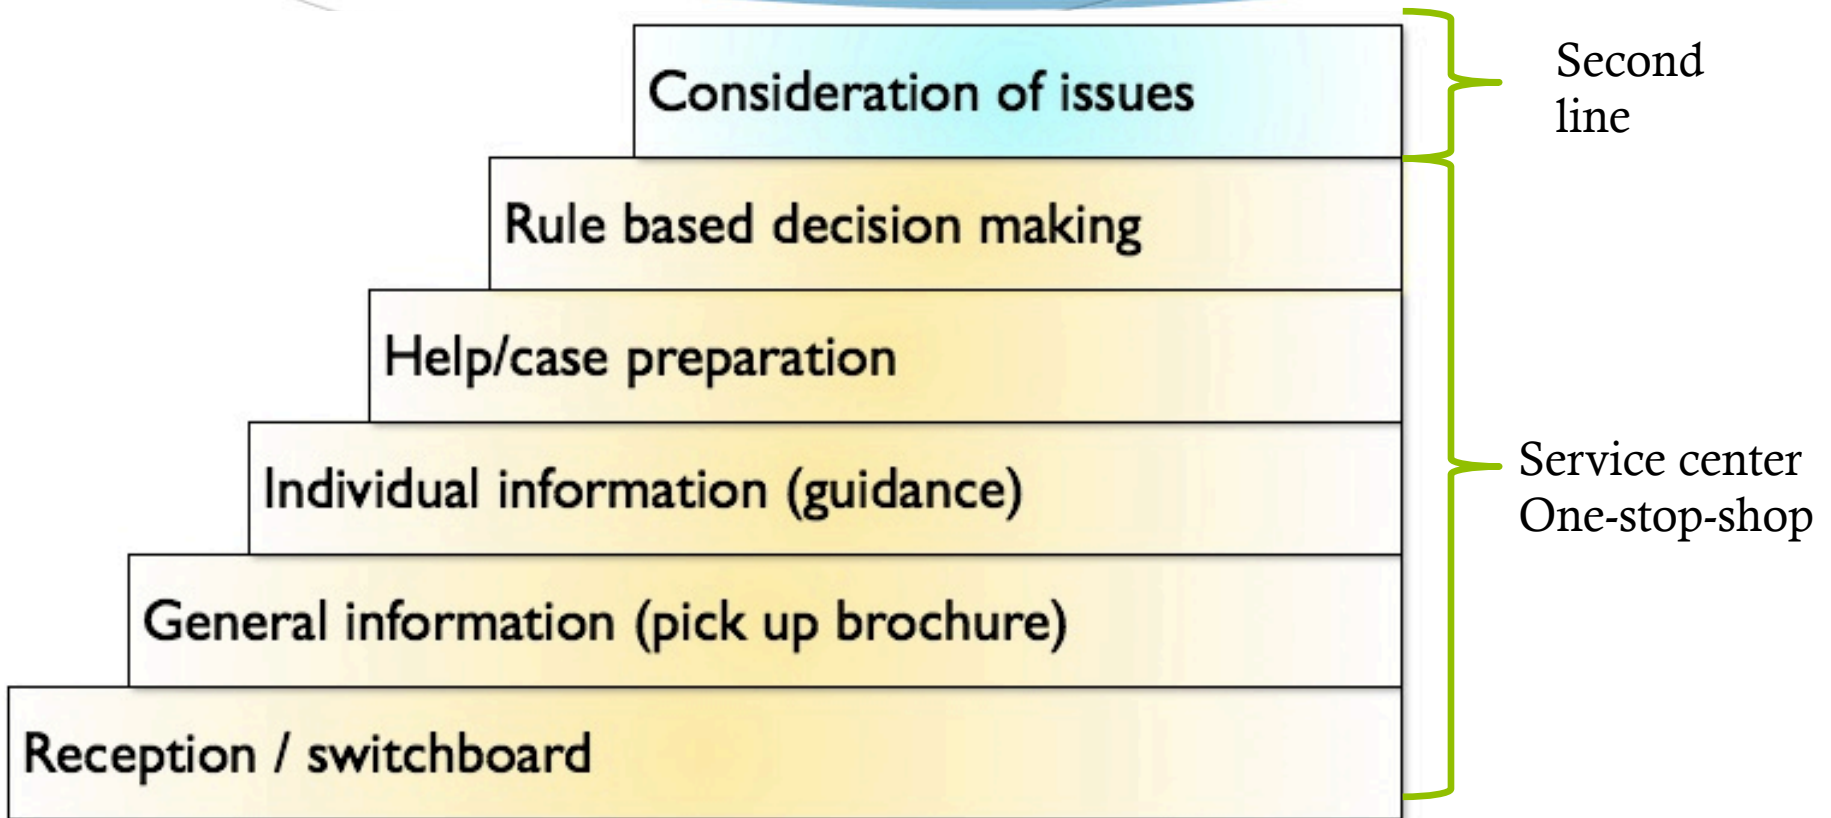 Consideration of issues
Second
line
Rule based decision making
Help/case preparation
Individual information (guidance)
Service center
One-stop-shop
General information (pick up brochure)
Reception / switchboard